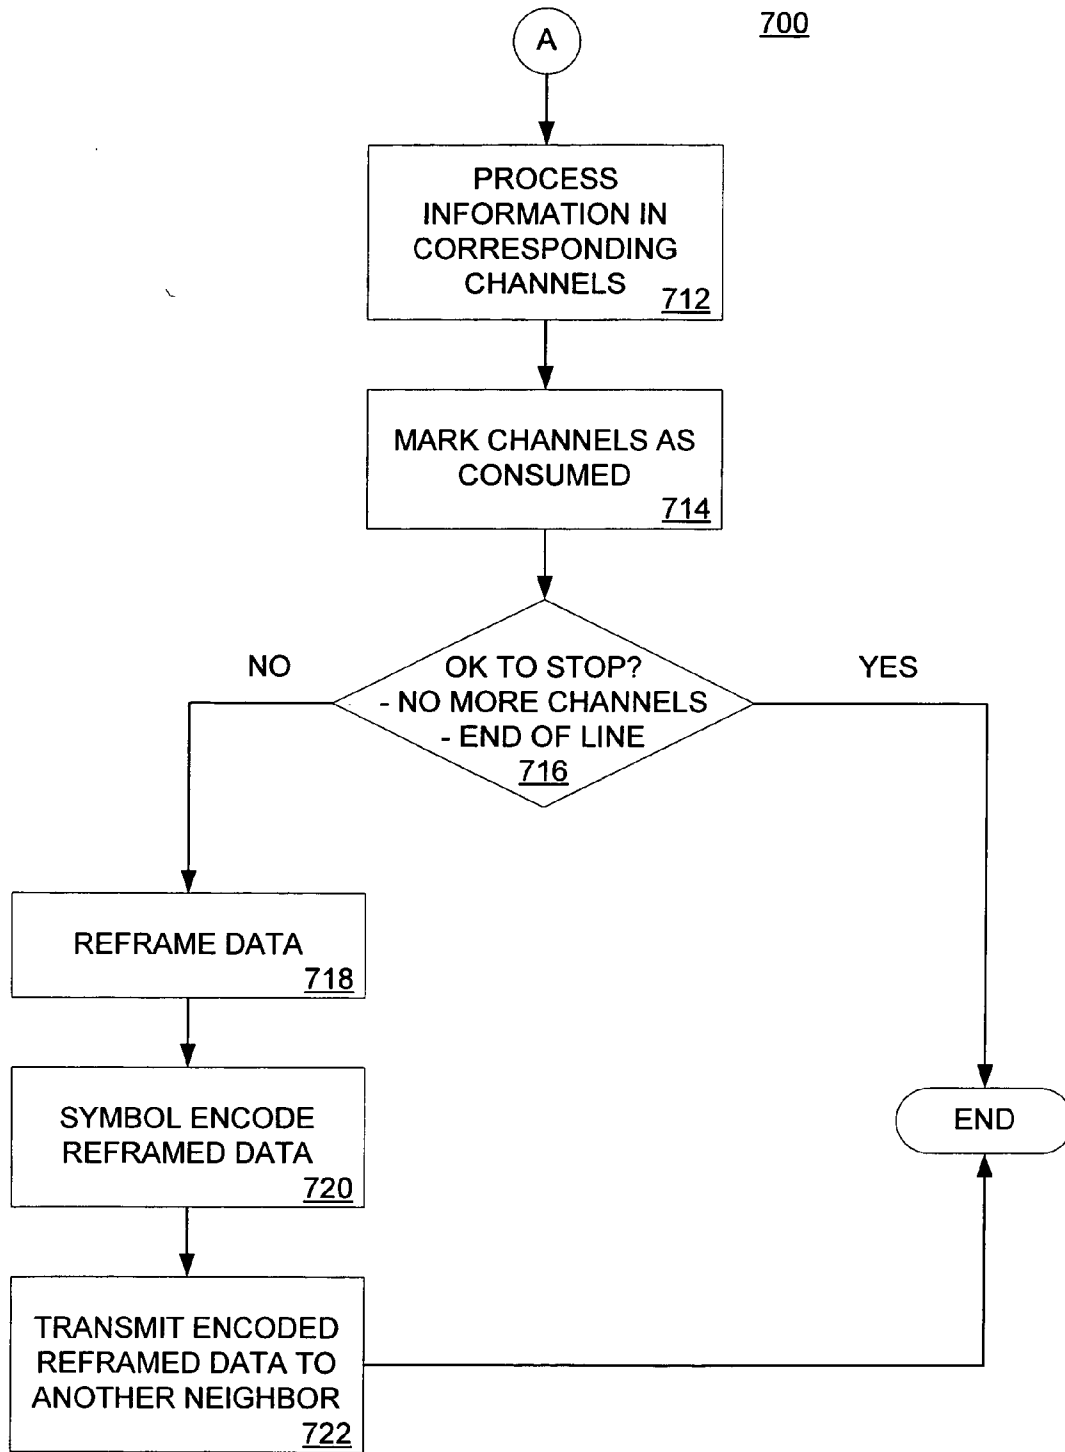 700
A
PROCESS
INFORMATION IN
CORRESPONDING
CHANNELS
712
MARK CHANNELS AS
CONSUMED
714
NO
YES
OK TO STOP?
- NO MORE CHANNELS
- END OF LINE
716
REFRAME DATA
718
SYMBOL ENCODE
REFRAMED DATA
720
END
TRANSMIT ENCODED
REFRAMED DATA TO
ANOTHER NEIGHBOR
722